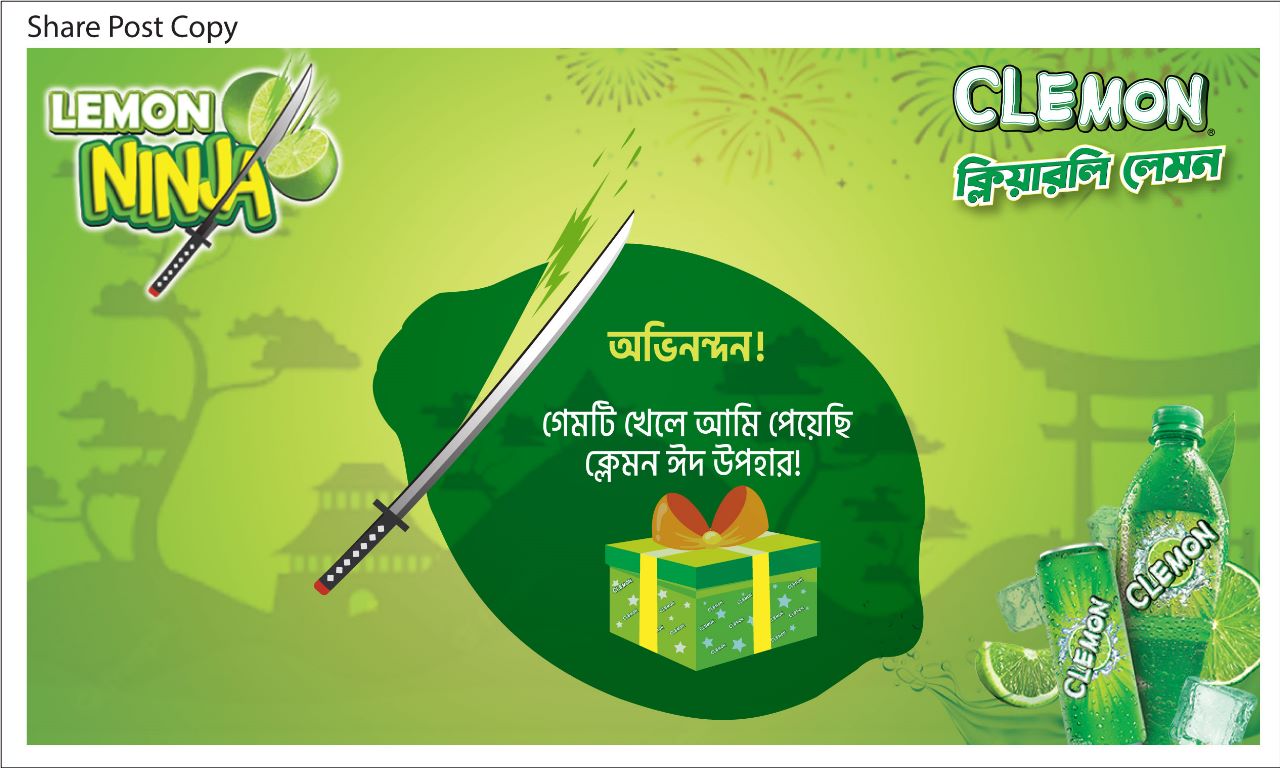 Share Post Copy
LEMON
NINJA
CLEMON®
ক্লিয়ারলি লেমন
অভিনন্দন!
গেমটি খেলে আমি পেয়েছি
ক্লেমন ঈদ উপহার!
CLEMON
CLEMON